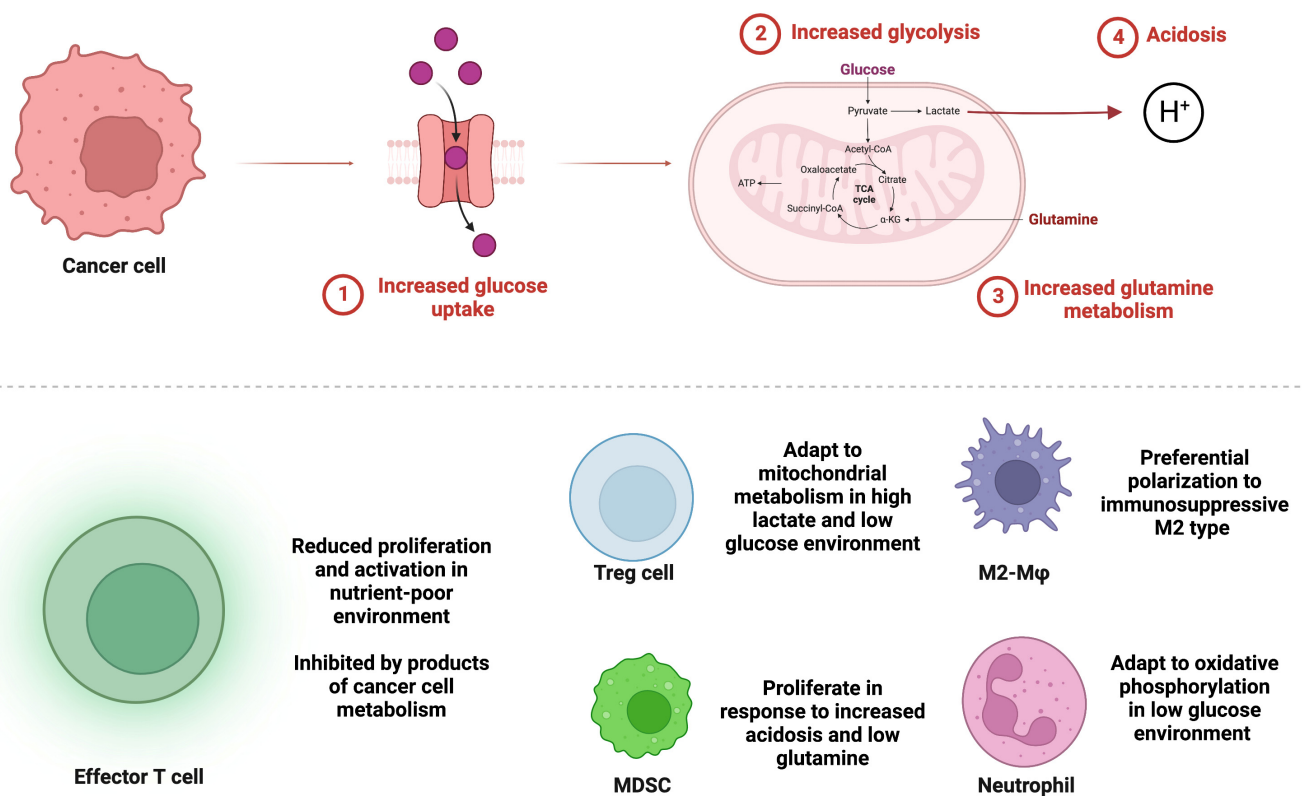 Cancer cell
1
Increased glucose
uptake
2
Increased glycolysis
Glucose
Pyruvate
Lactate
Acetyl-CoA
Oxaloacetate
Citrate
ATP
TCA
cycle
Succinyl-CoA
α-KG
Glutamine
3
Increased glutamine
metabolism
4
Acidosis
H⁺
Effector T cell
Reduced proliferation
and activation in
nutrient-poor
environment
Inhibited by products
of cancer cell
metabolism
Treg cell
Adapt to
mitochondrial
metabolism in high
lactate and low
glucose environment
M2-Mφ
Preferential
polarization to
immunosuppressive
M2 type
MDSC
Proliferate in
response to increased
acidosis and low
glutamine
Neutrophil
Adapt to oxidative
phosphorylation
in low glucose
environment